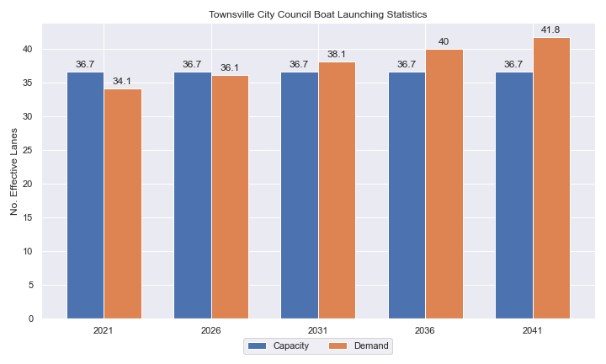 Townsville City Council Boat Launching Statistics
No. Effective Lanes
40
35
30
25
20
15
10
5
0
36.7 34.1 36.7 36.1 36.7 38.1 36.7 40 36.7 41.8
2021 2026 2031 2036 2041
Capacity Demand